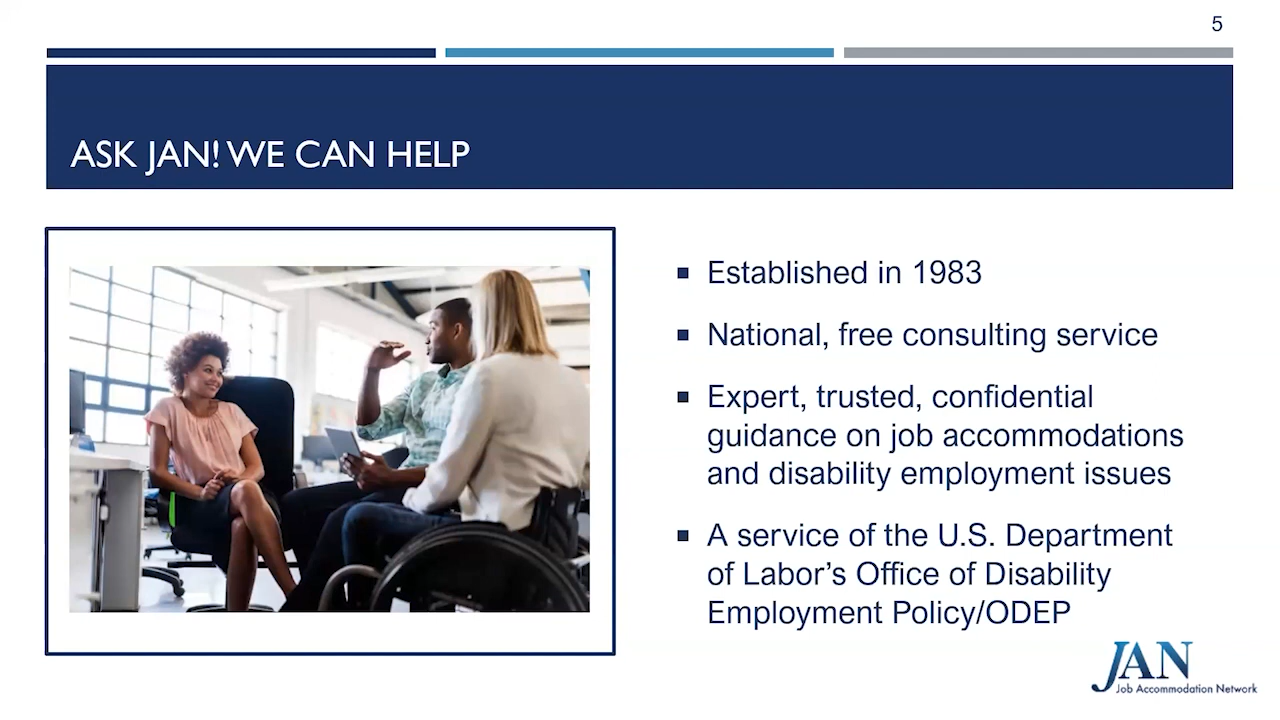 5
ASK JAN! WE CAN HELP
▪ Established in 1983
▪ National, free consulting service
▪ Expert, trusted, confidential
guidance on job accommodations
and disability employment issues
▪ A service of the U.S. Department
of Labor’s Office of Disability
Employment Policy/ODEP
JAN
Job Accommodation Network